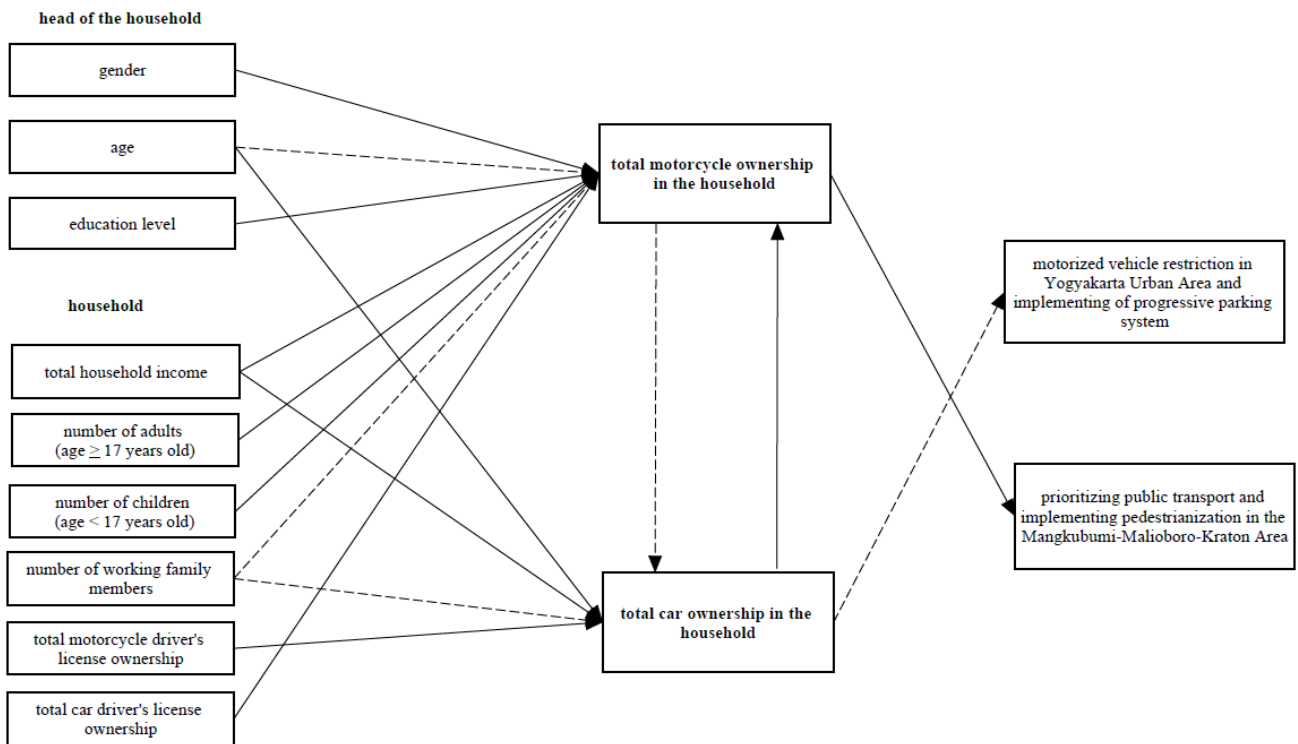 head of the household
gender
age
education level
household
total household income
number of adults
(age ≥ 17 years old)
number of children
(age < 17 years old)
number of working family
members
total motorcycle driver's
license ownership
total car driver's license
ownership
total motorcycle ownership
in the household
total car ownership in the
household
motorized vehicle restriction in
Yogyakarta Urban Area and
implementing of progressive parking
system
prioritizing public transport and
implementing pedestrianization in the
Mangkubumi-Malioboro-Kraton Area